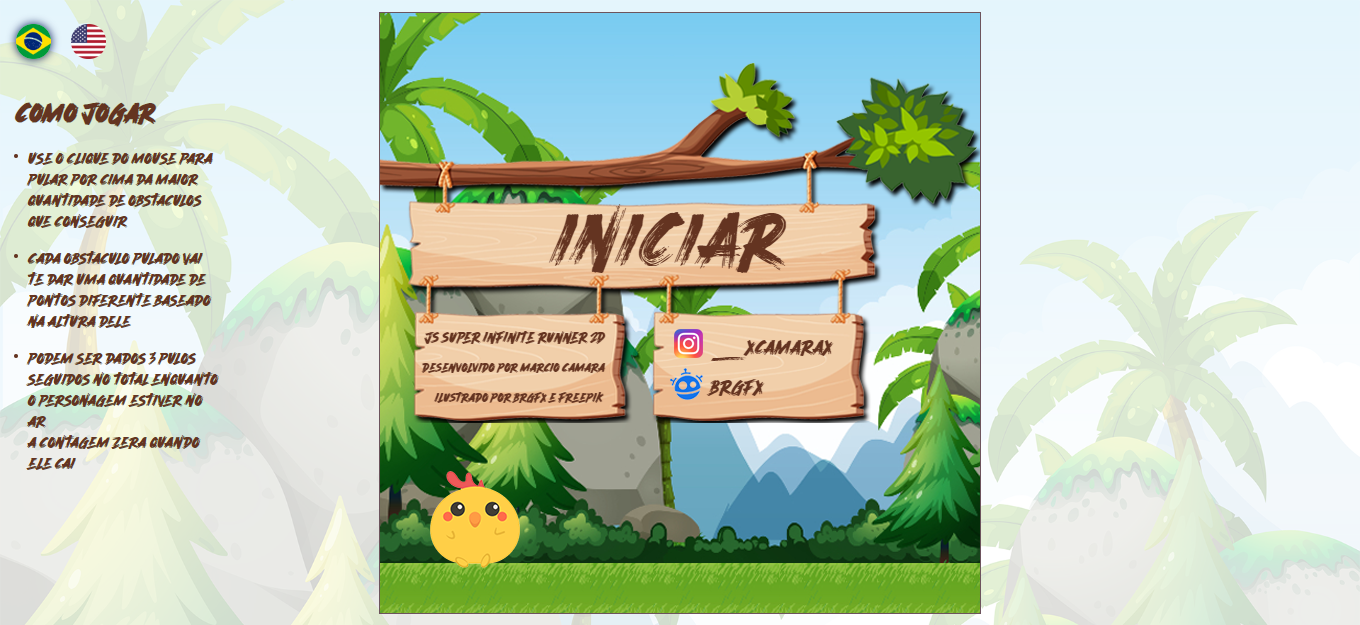 COMO JOGAR
• USE O CLIQUE DO MOUSE PARA
PULAR POR CIMA DA MAIOR
QUANTIDADE DE OBSTACULOS
QUE CONSEGUIR
• CADA OBSTACULO PULADO VAI
TE DAR UMA QUANTIDADE DE
PONTOS DIFERENTE BASEADO
NA ALTURA DELE
• PODEM SER DADOS 3 PULOS
SEGUIDOS NO TOTAL ENQUANTO
O PERSONAGEM ESTIVER NO
AR
A CONTAGEM ZERA QUANDO
ELE CAI
INICIAR
JS SUPER INFINITE RUNNER 2D
DESENVOLVIDO POR MARCIO CAMARA
ILUSTRADO POR BRGFX E FREEPIK
___XCAMARAX
BRGFX